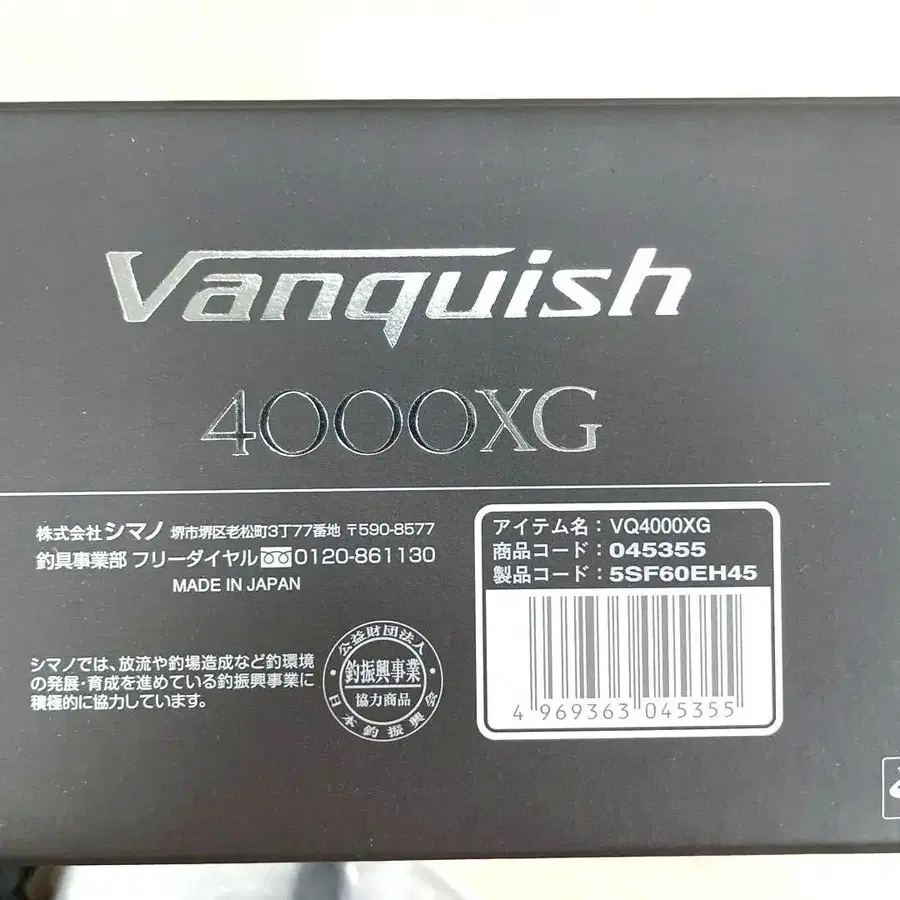 Vanquish
4000XG
株式会社シマノ 堺市堺区老松町3丁77番地 〒590-8577
釣具事業部 フリーダイヤル 0120-861130
MADE IN JAPAN
シマノでは、放流や釣場造成など釣環境
の発展・育成を進めている釣振興事業に
積極的に協力しています。
公益財団法人
釣振興事業
協力商品
日本釣振興会
アイテム名：VQ4000XG
商品コード：045355
製品コード：5SF60EH45
4 969363 045355